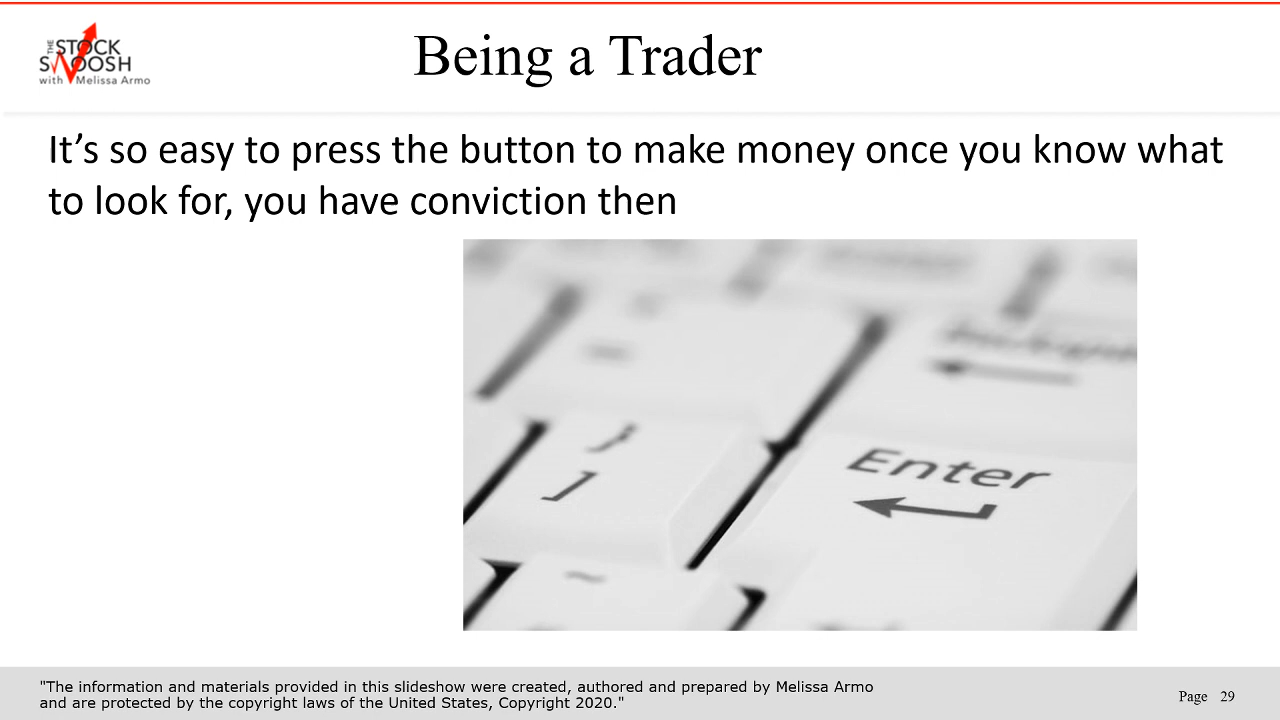 THE
STOCK
SWOOSH
with Melissa Armo
Being a Trader
It’s so easy to press the button to make money once you know what
to look for, you have conviction then
}
]
Enter
~
"The information and materials provided in this slideshow were created, authored and prepared by Melissa Armo
and are protected by the copyright laws of the United States, Copyright 2020."
Page 29